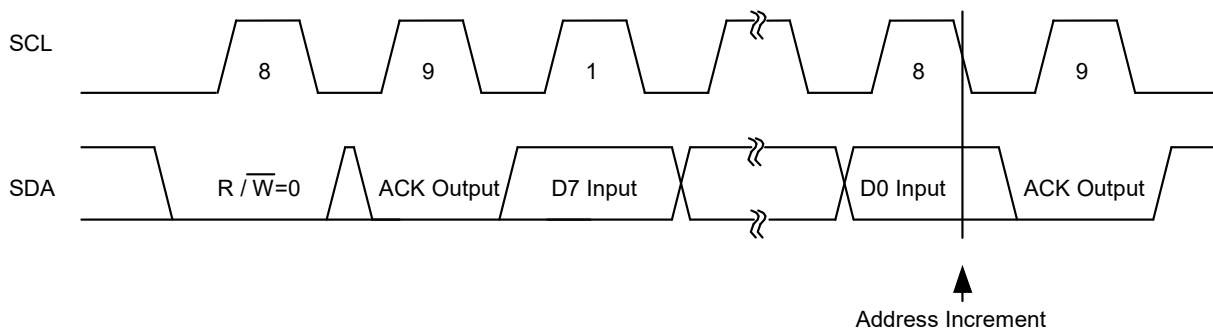 SCL
8 9 1 8 9
SDA
R / W̅=0 ACK Output D7 Input D0 Input ACK Output
Address Increment